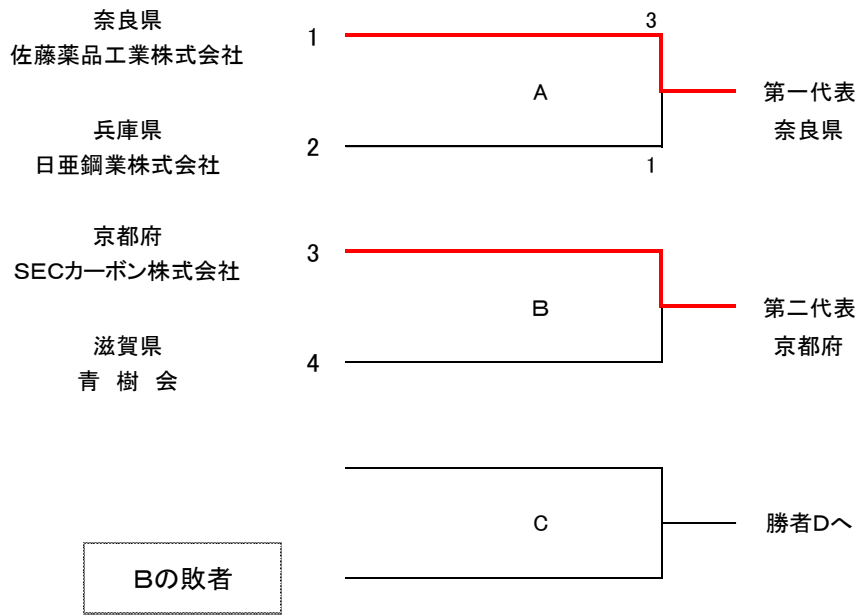 奈良県
佐藤薬品工業株式会社
1
3
A
第一代表
奈良県
兵庫県
日亜鋼業株式会社
2
1
京都府
SECカーボン株式会社
3
B
第二代表
京都府
滋賀県
青 樹 会
4
C
勝者Dへ
Bの敗者